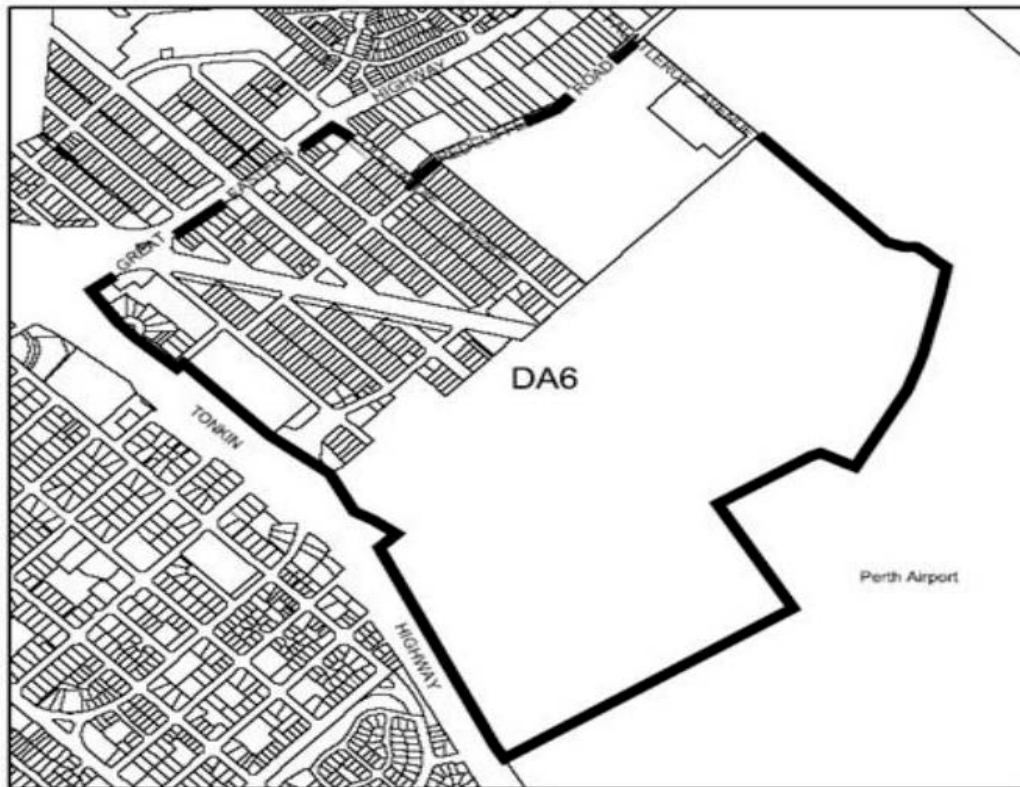 HIGHWAY
ROAD
GREAT
EASTERN
DA6
TONKIN
Perth Airport
HIGHWAY